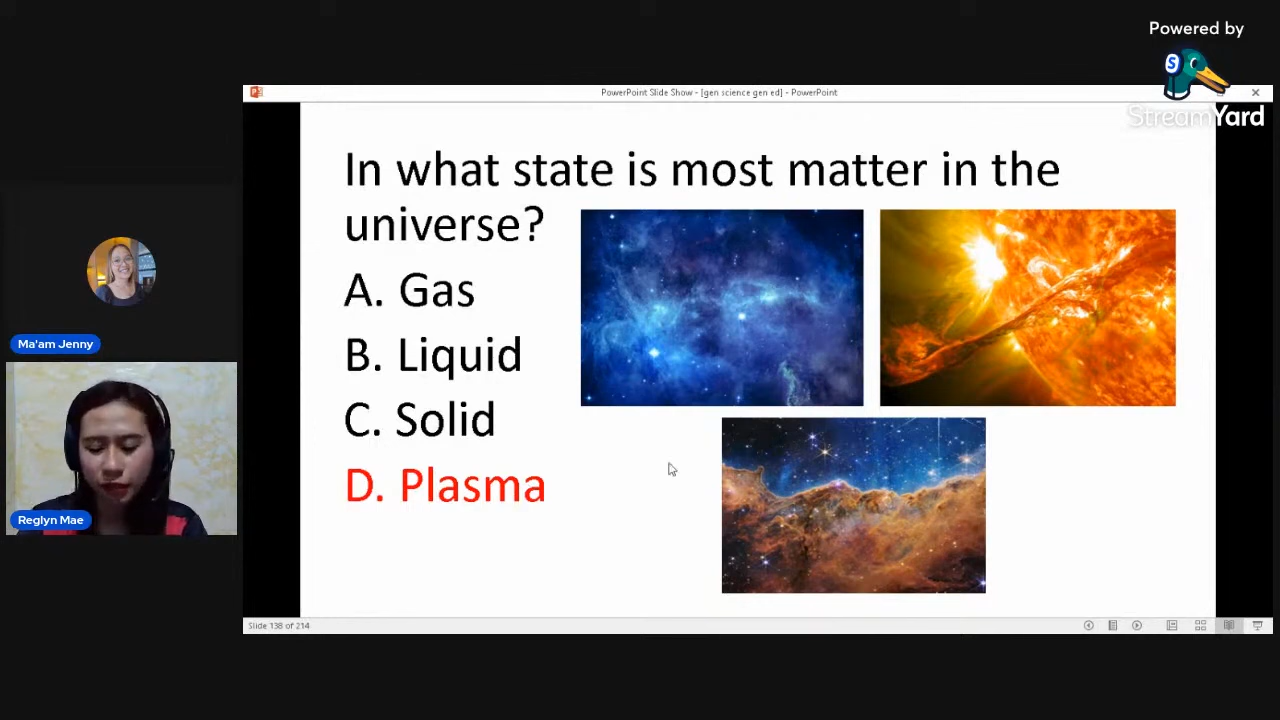 Powered by
S
StreamYard
PowerPoint Slide Show - [gen science gen ed] - PowerPoint
In what state is most matter in the
universe?
A. Gas
B. Liquid
C. Solid
D. Plasma
Ma'am Jenny
Reglyn Mae
Slide 138 of 214